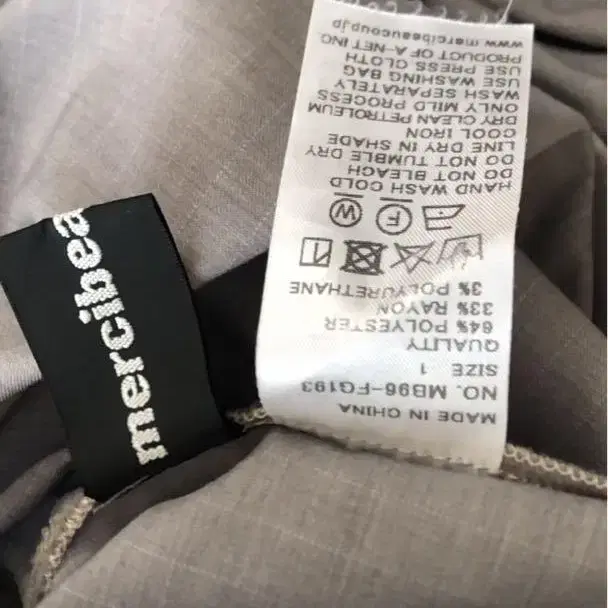 MADE IN CHINA
NO. MB96-FG193
SIZE 1
QUALITY
64% POLYESTER
33% RAYON
3% POLYURETHANE
F W
HAND WASH COLD
DO NOT BLEACH
DO NOT TUMBLE DRY
LINE DRY IN SHADE
COOL IRON
DRY CLEAN PETROLEUM
ONLY MILD PROCESS
WASH SEPARATELY
USE WASHING BAG
USE PRESS CLOTH
PRODUCT OF A-NET INC.
www.mercibeaucoup.jp
mercibea